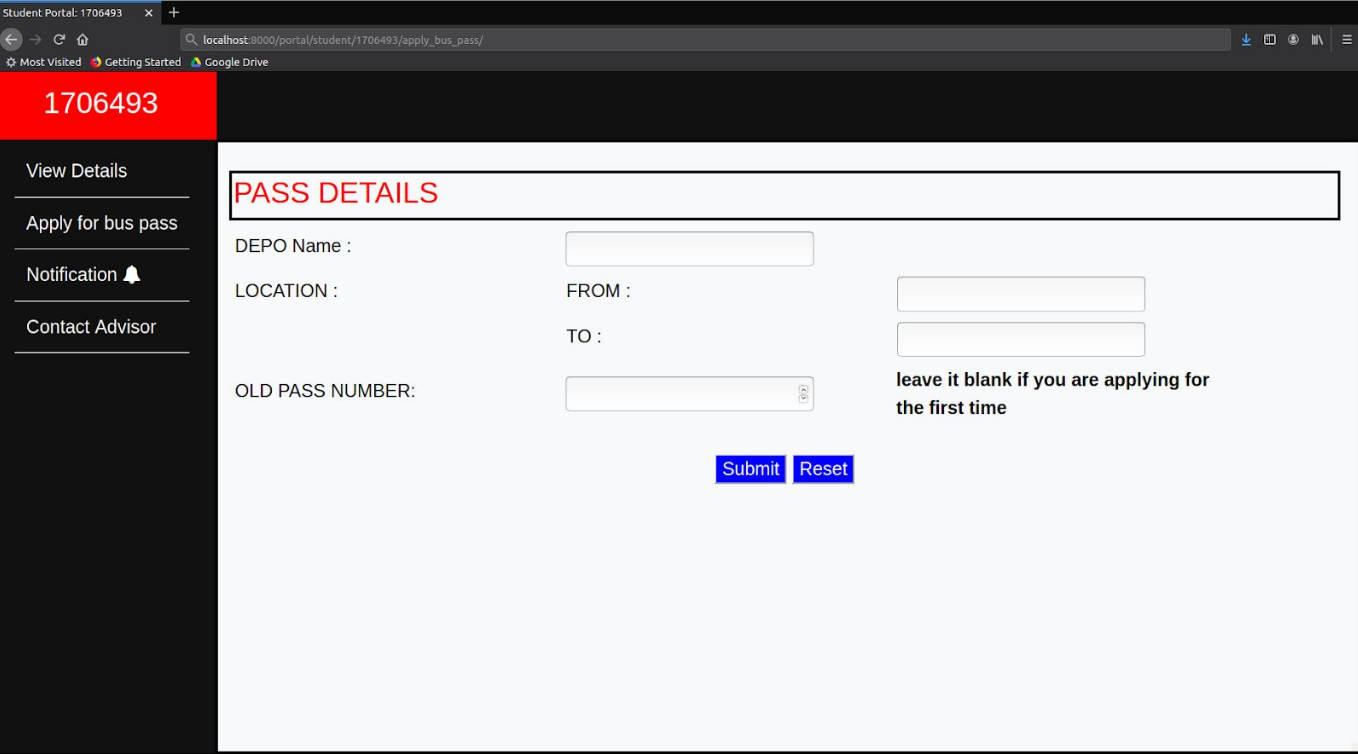 Student Portal: 1706493
localhost:8000/portal/student/1706493/apply_bus_pass/
Most Visited Getting Started Google Drive
1706493
View Details
Apply for bus pass
Notification
Contact Advisor
PASS DETAILS
DEPO Name :
LOCATION : FROM :
TO :
OLD PASS NUMBER: leave it blank if you are applying for
the first time
Submit Reset